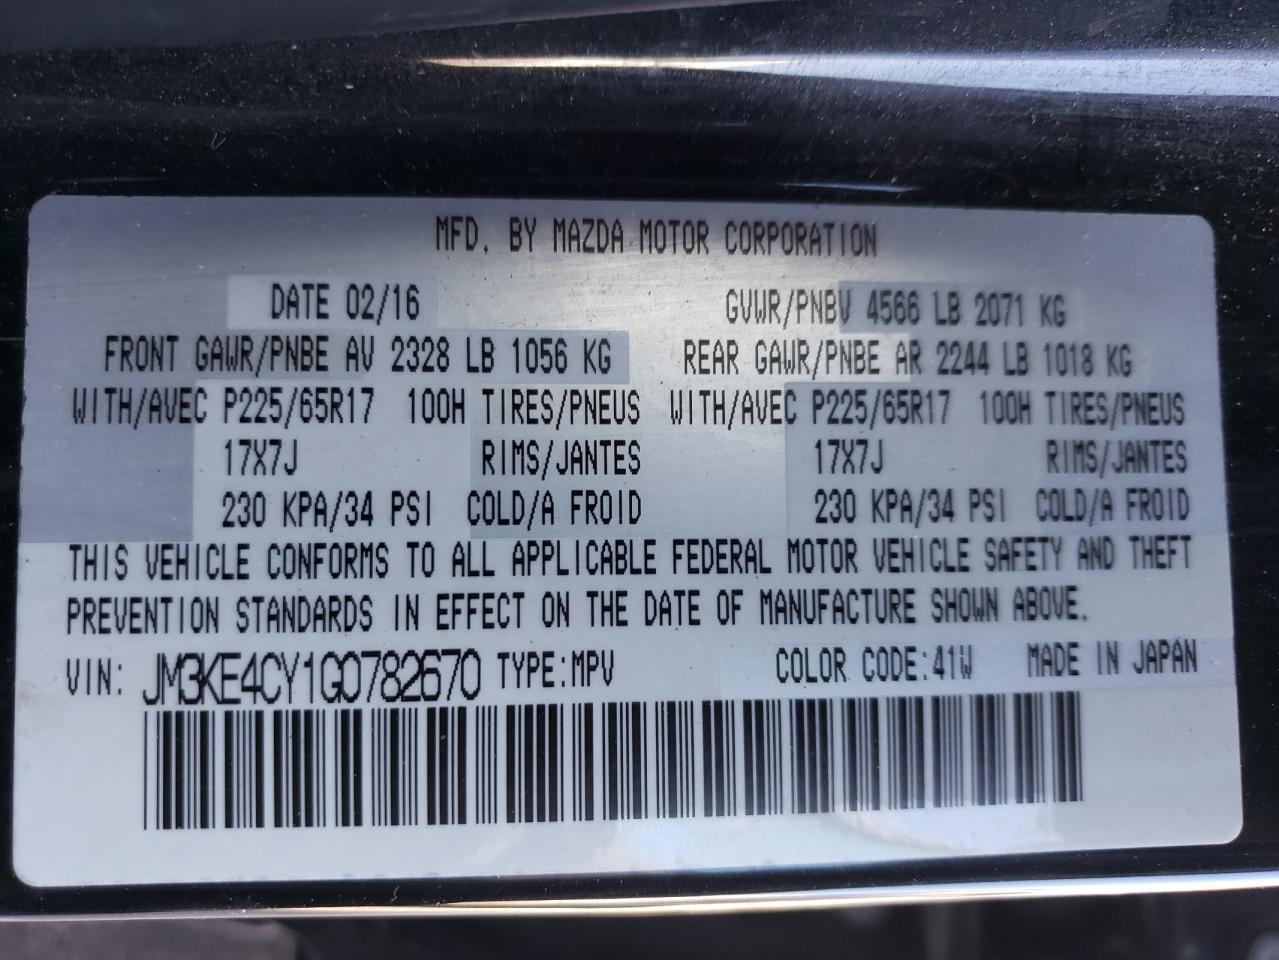 MFD. BY MAZDA MOTOR CORPORATION
DATE 02/16 GVWR/PNBV 4566 LB 2071 KG
FRONT GAWR/PNBE AV 2328 LB 1056 KG REAR GAWR/PNBE AR 2244 LB 1018 KG
WITH/AVEC P225/65R17 100H TIRES/PNEUS WITH/AVEC P225/65R17 100H TIRES/PNEUS
17X7J RIMS/JANTES 17X7J RIMS/JANTES
230 KPA/34 PSI COLD/A FROID 230 KPA/34 PSI COLD/A FROID
THIS VEHICLE CONFORMS TO ALL APPLICABLE FEDERAL MOTOR VEHICLE SAFETY AND THEFT
PREVENTION STANDARDS IN EFFECT ON THE DATE OF MANUFACTURE SHOWN ABOVE.
VIN: JM3KE4CY1G0782670 TYPE:MPV COLOR CODE:41W MADE IN JAPAN